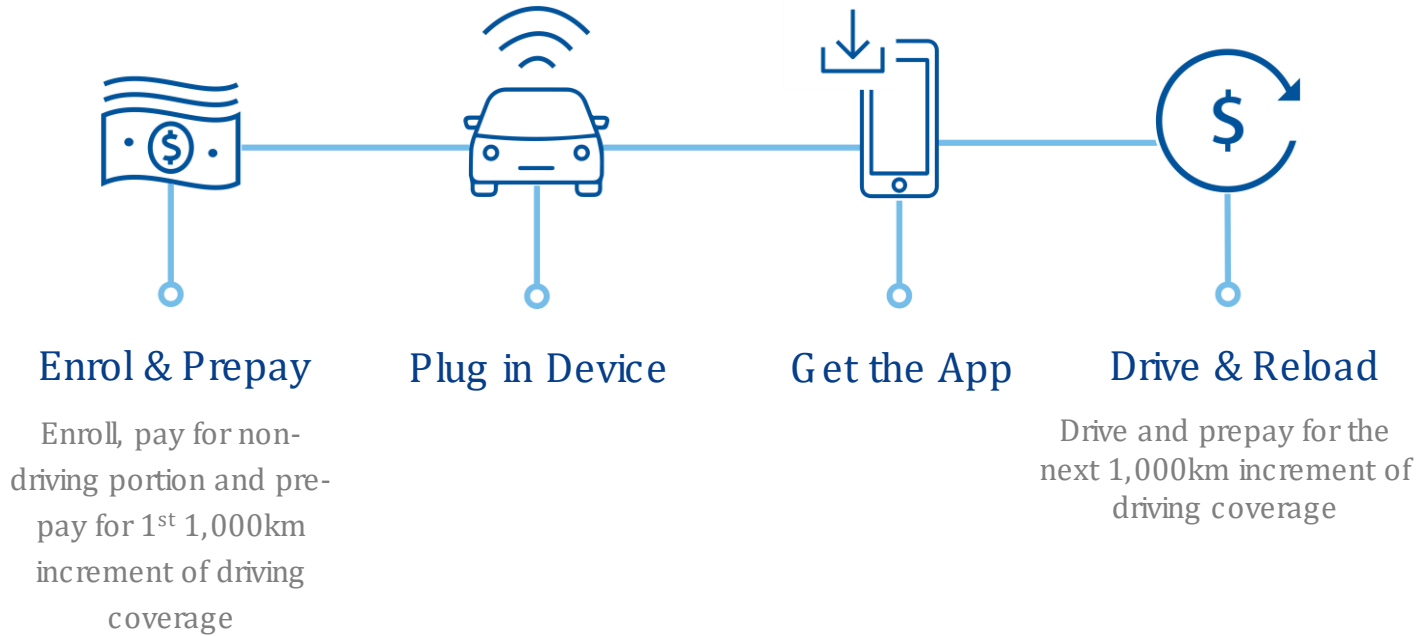 $
$
Enrol & Prepay
Enroll, pay for non-
driving portion and pre-
pay for 1st 1,000km
increment of driving
coverage
Plug in Device
Get the App
Drive & Reload
Drive and prepay for the
next 1,000km increment of
driving coverage